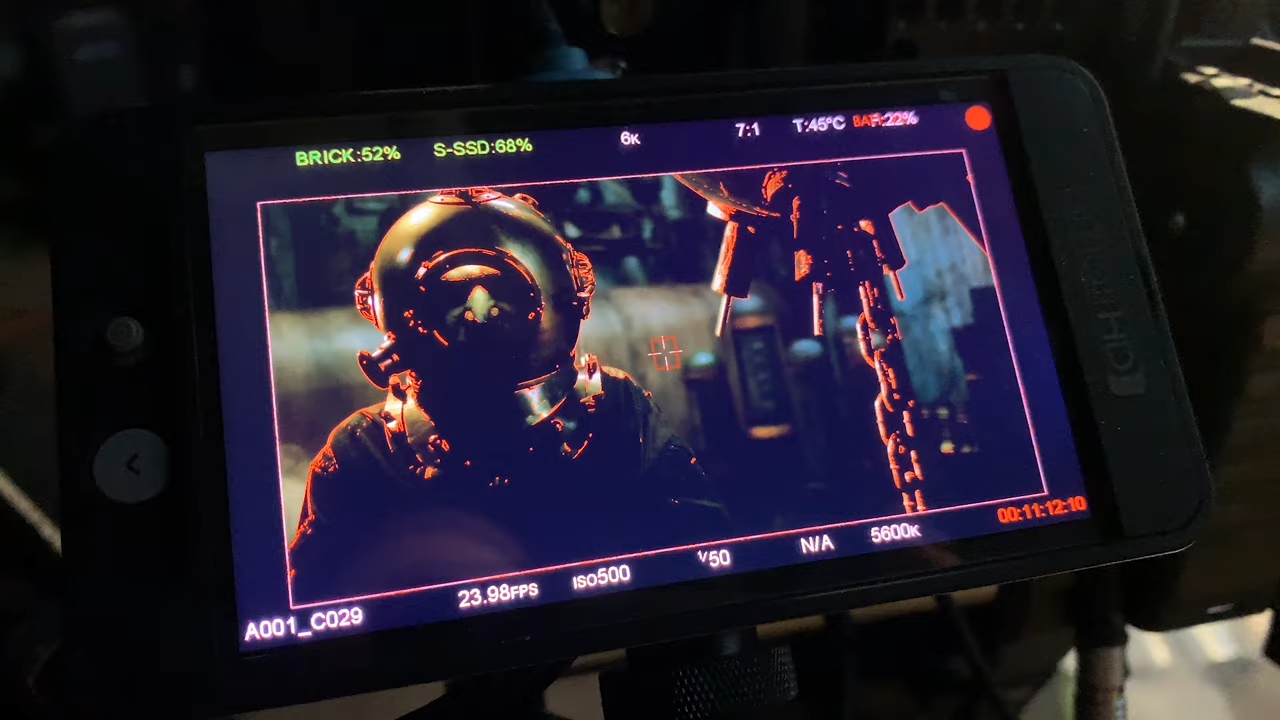 BRICK:52% S-SSD:68% 6K 7:1 T:45°C BATT:22%
00:11:12:10
A001_C029 23.98FPS ISO500 V50 N/A 5600K